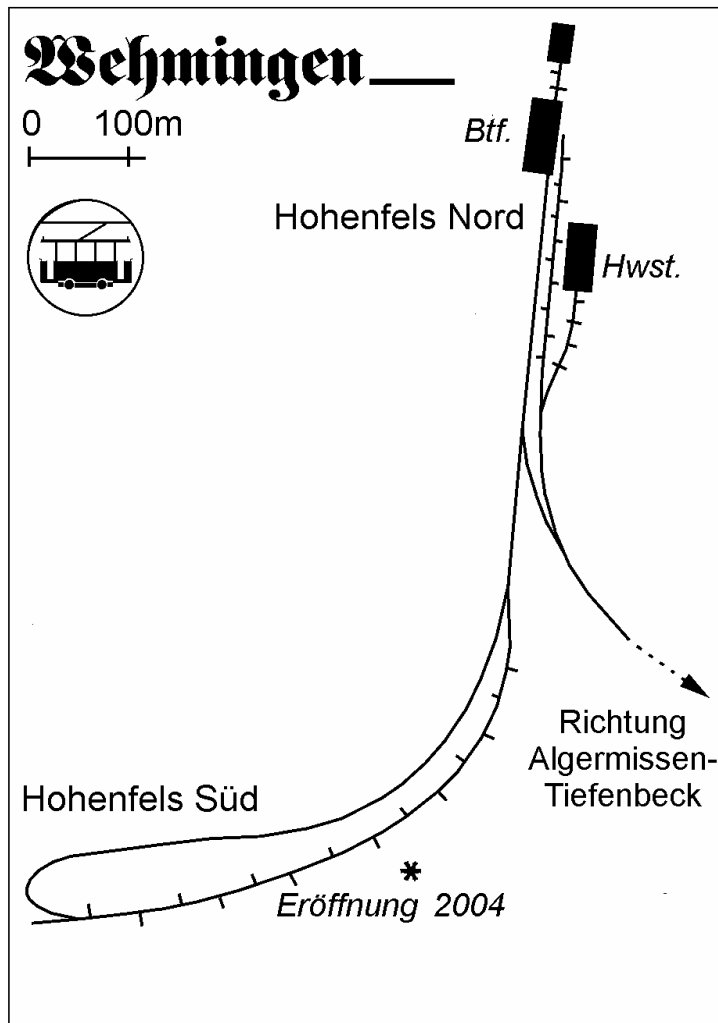 Wehmingen
0 100m
Btf.
Hohenfels Nord
Hwst.
Richtung
Algermissen-
Tiefenbeck
Hohenfels Süd
*
Eröffnung 2004